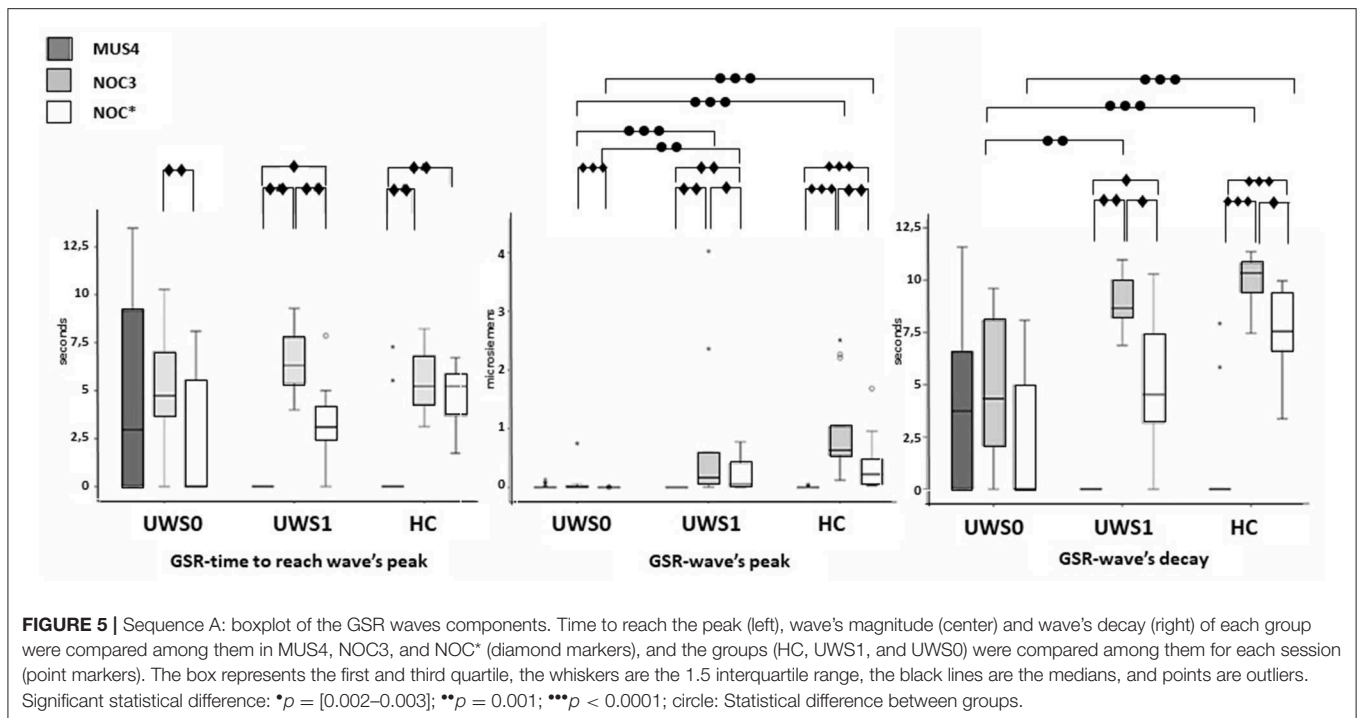 MUS4
NOC3
NOC*
seconds
12,5
10
7,5
5
2,5
0
UWS0 UWS1 HC
GSR-time to reach wave's peak
microsiemens
4
3
2
1
0
UWS0 UWS1 HC
GSR-wave's peak
seconds
12,5
10
7,5
5
2,5
0
UWS0 UWS1 HC
GSR-wave's decay
FIGURE 5 | Sequence A: boxplot of the GSR waves components. Time to reach the peak (left), wave's magnitude (center) and wave's decay (right) of each group
were compared among them in MUS4, NOC3, and NOC* (diamond markers), and the groups (HC, UWS1, and UWS0) were compared among them for each session
(point markers). The box represents the first and third quartile, the whiskers are the 1.5 interquartile range, the black lines are the medians, and points are outliers.
Significant statistical difference: •p = [0.002–0.003]; ••p = 0.001; •••p < 0.0001; circle: Statistical difference between groups.